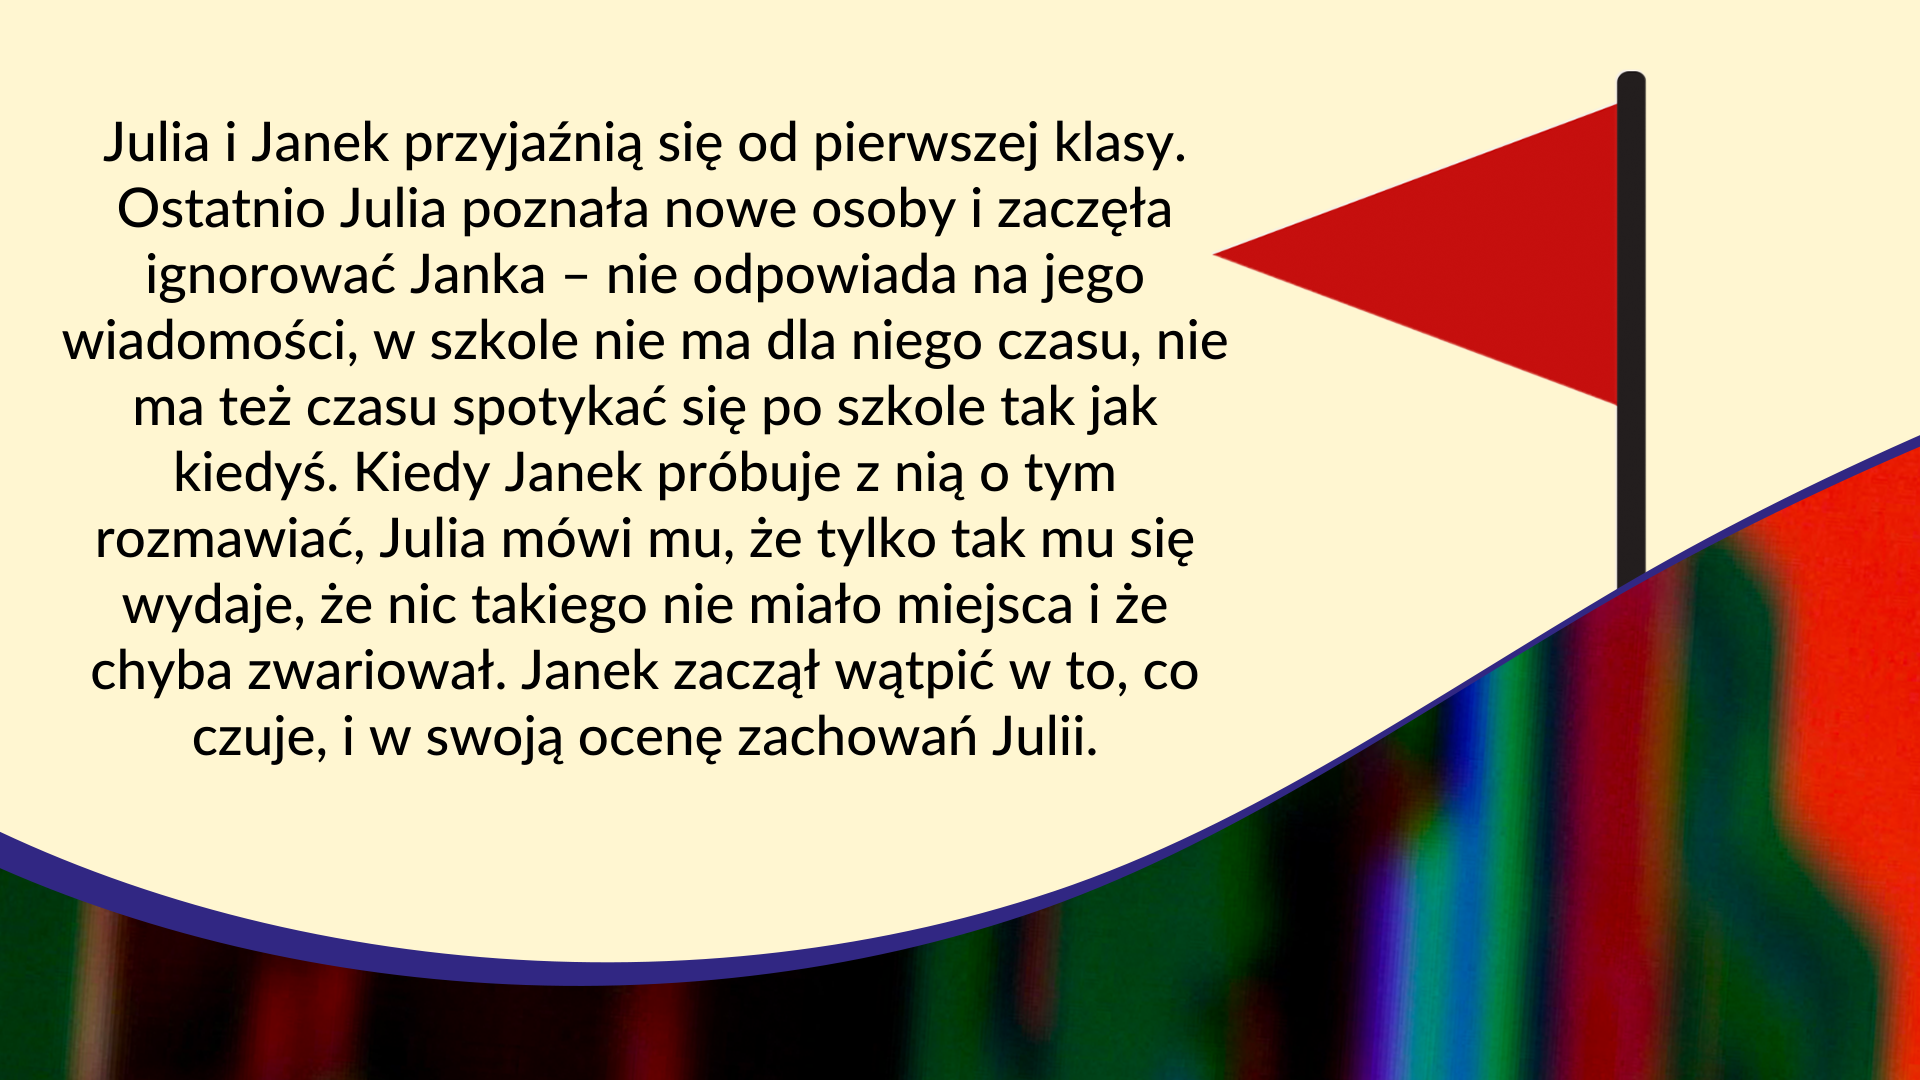 Julia i Janek przyjaźnią się od pierwszej klasy.
Ostatnio Julia poznała nowe osoby i zaczęła
ignorować Janka – nie odpowiada na jego
wiadomości, w szkole nie ma dla niego czasu, nie
ma też czasu spotykać się po szkole tak jak
kiedyś. Kiedy Janek próbuje z nią o tym
rozmawiać, Julia mówi mu, że tylko tak mu się
wydaje, że nic takiego nie miało miejsca i że
chyba zwariował. Janek zaczął wątpić w to, co
czuje, i w swoją ocenę zachowań Julii.